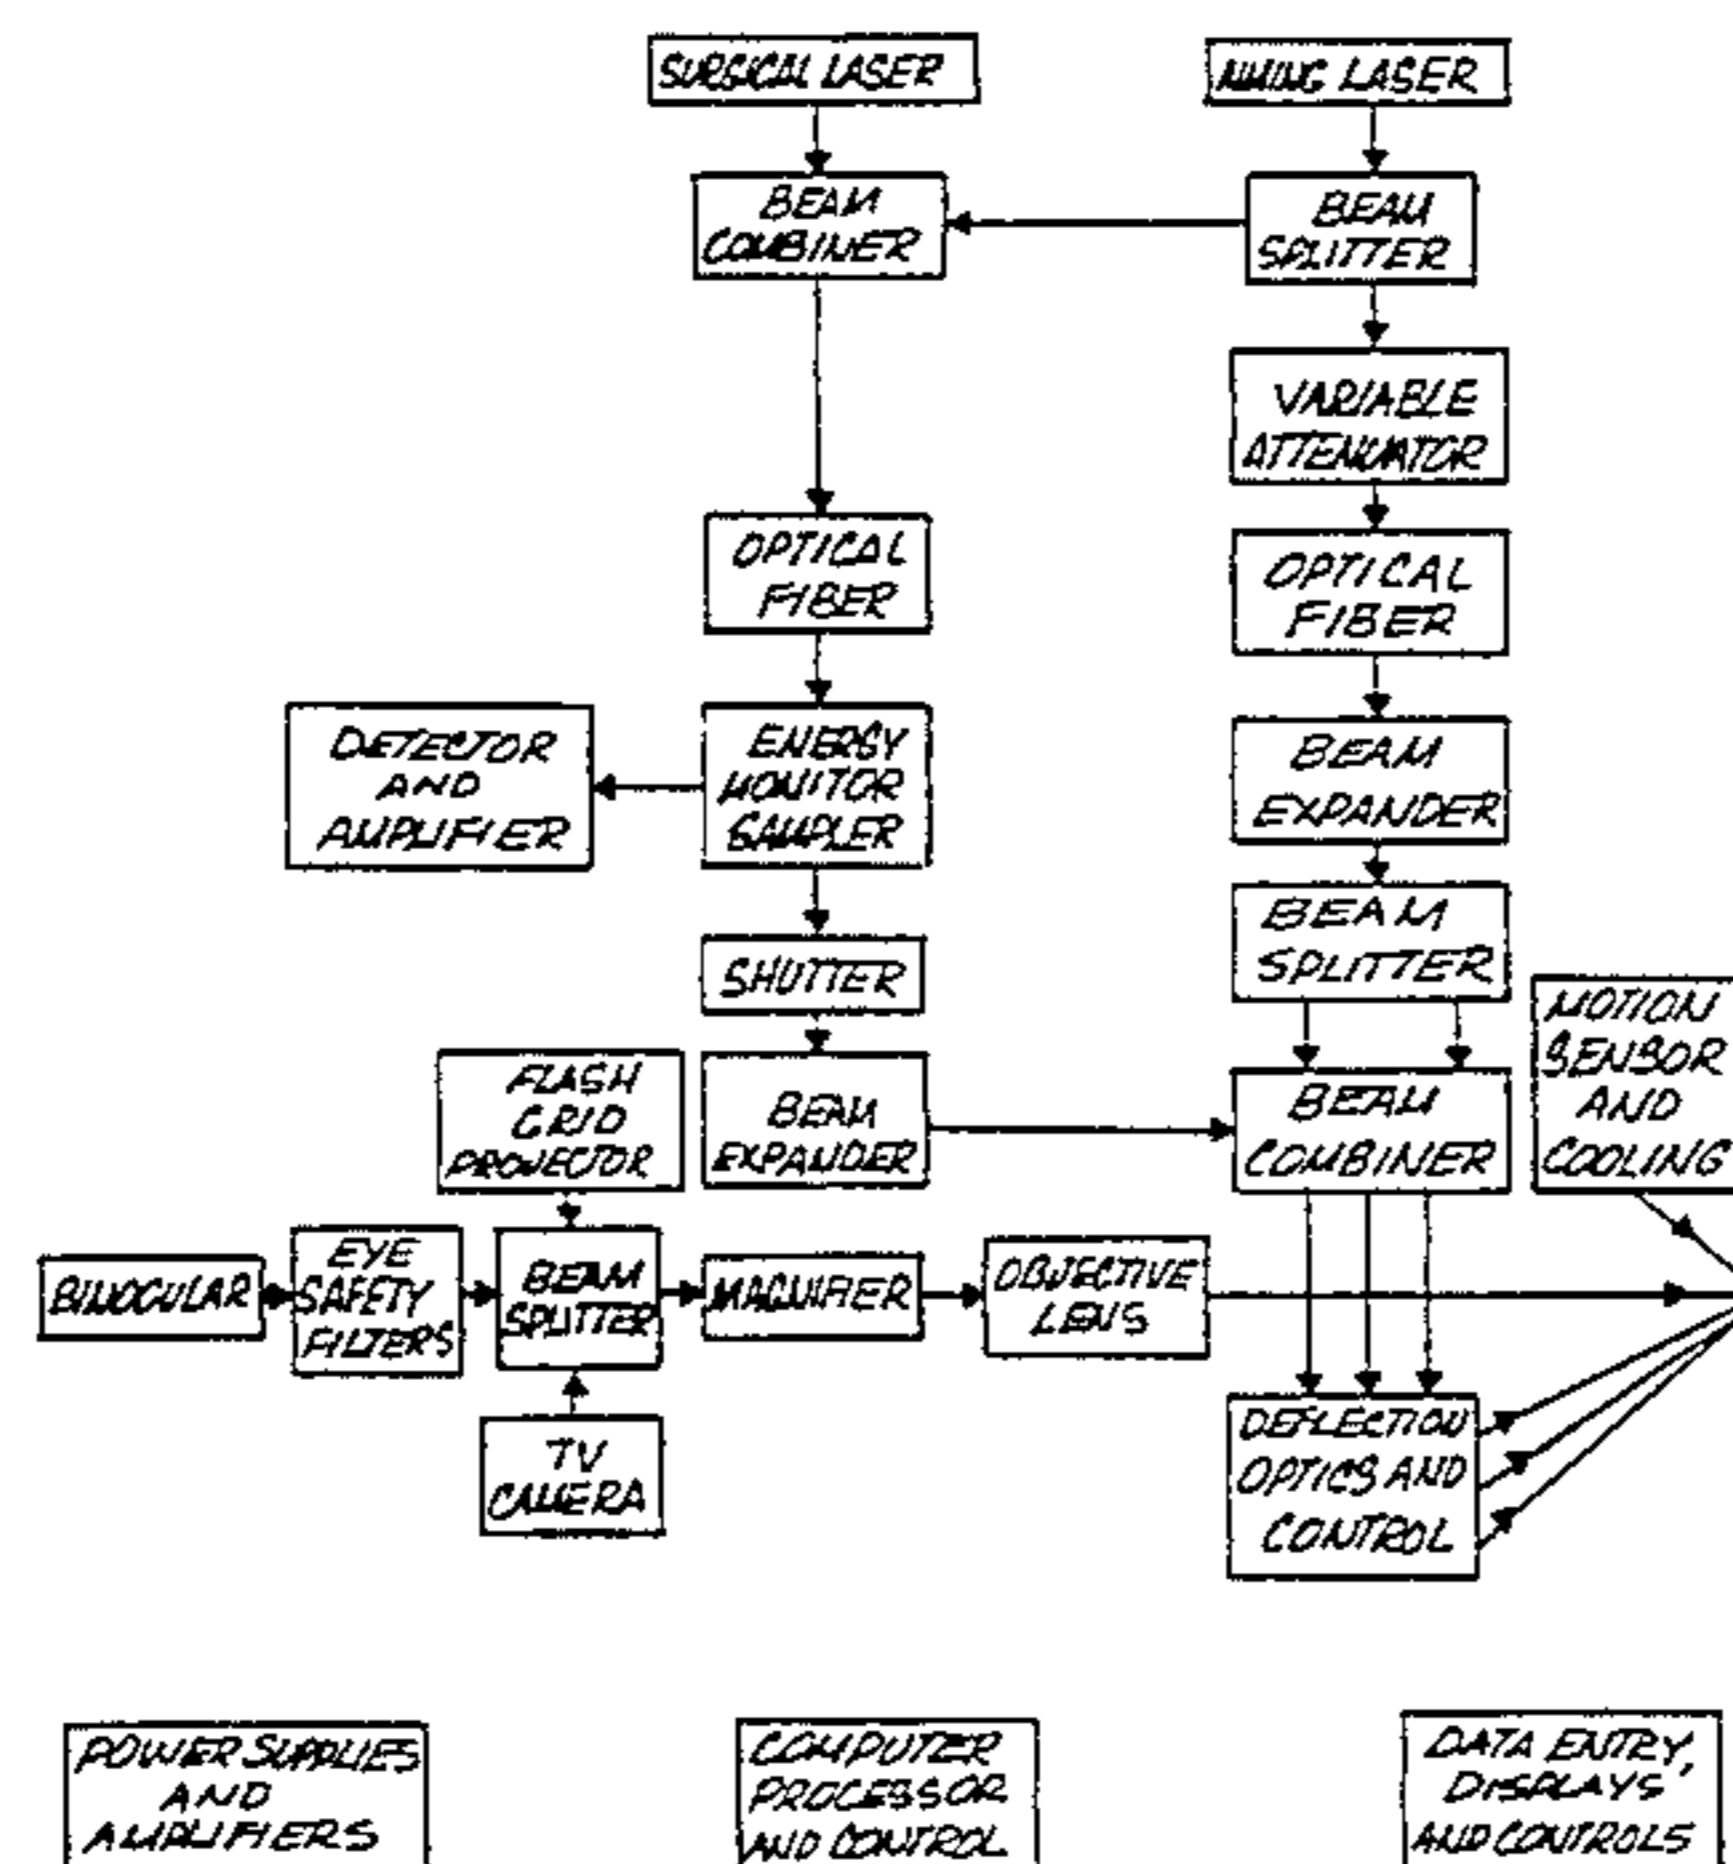 SURGICAL LASER
AIMING LASER
BEAM
COMBINER
BEAM
SPLITTER
VARIABLE
ATTENUATOR
OPTICAL
FIBER
OPTICAL
FIBER
DETECTOR
AND
AMPLIFIER
ENERGY
MONITOR
SAMPLER
BEAM
EXPANDER
BEAM
SPLITTER
SHUTTER
MOTION
SENSOR
AND
COOLING
FLASH
GRID
PROJECTOR
BEAM
EXPANDER
BEAM
COMBINER
BINOCULAR
EYE
SAFETY
FILTERS
BEAM
SPLITTER
MAGNIFIER
OBJECTIVE
LENS
TV
CAMERA
DEFLECTION
OPTICS AND
CONTROL
POWER SUPPLIES
AND
AMPLIFIERS
COMPUTER
PROCESSOR
AND CONTROL
DATA ENTRY,
DISPLAYS
AND CONTROLS